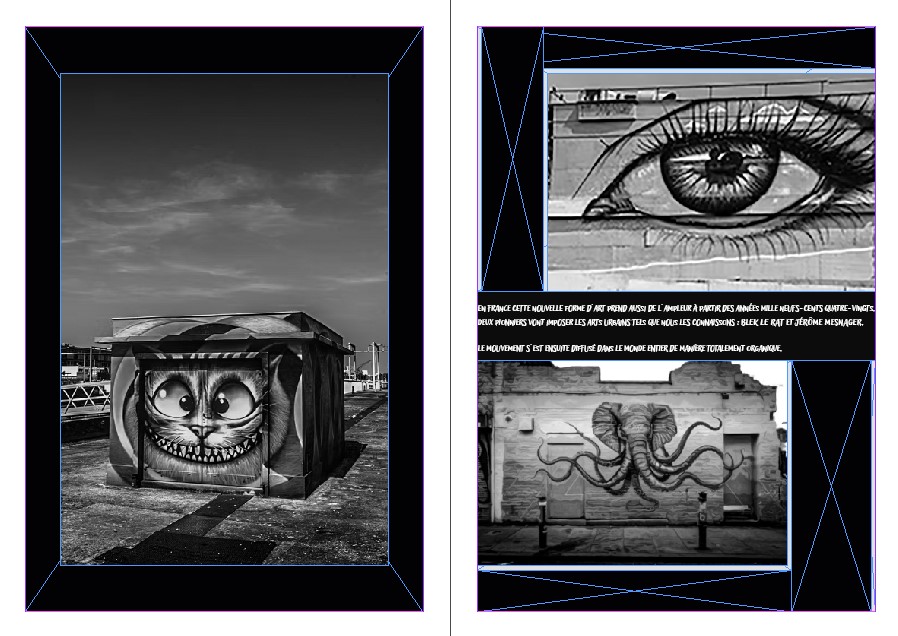 EN FRANCE CETTE NOUVELLE FORME D'ART PREND AUSSI DE L'AMPLEUR À PARTIR DES ANNÉES MILLE NEUFS-CENTS QUATRE-VINGTS.
DEUX PIONNIERS VONT IMPOSER LES ARTS URBAINS TELS QUE NOUS LES CONNAISSONS : BLEK LE RAT ET JÉRÔME MESNAGER.
LE MOUVEMENT S'EST ENSUITE DIFFUSÉ DANS LE MONDE ENTIER DE MANIÈRE TOTALEMENT ORGANIQUE.